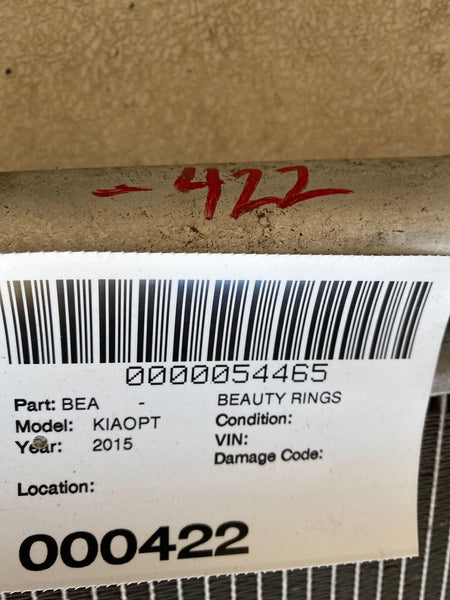 - 422
0000054465
Part: BEA - BEAUTY RINGS
Model: KIAOPT Condition:
Year: 2015 VIN:
Damage Code:
Location:
000422